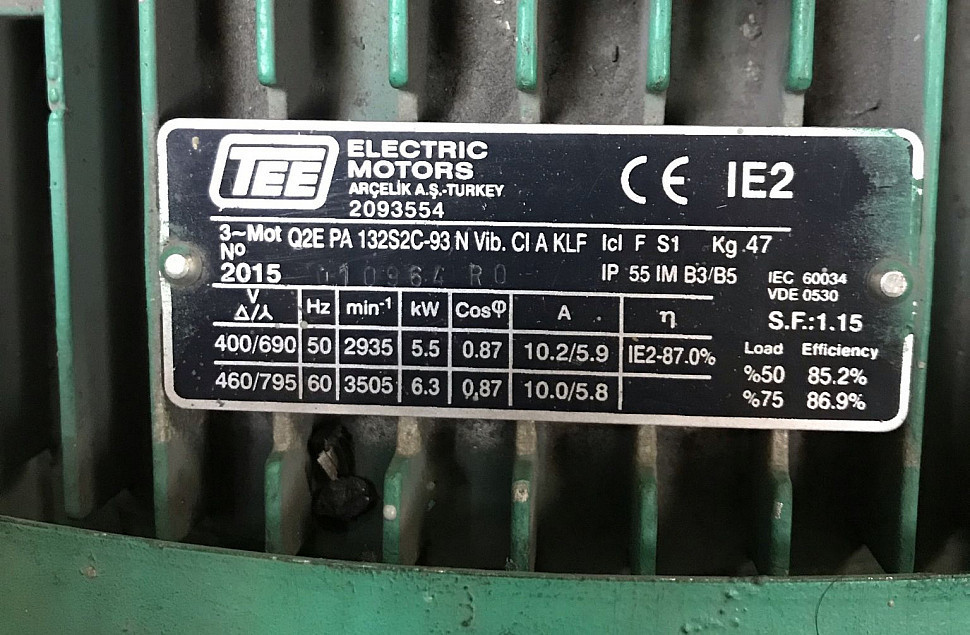 TEE
ELECTRIC
MOTORS
ARÇELİK A.Ş.-TURKEY
2093554
CE IE2
3~Mot Q2E PA 132S2C-93 N Vib. Cl A KLF Icl F S1 Kg.47
No
2015 010964 R0 IP 55 IM B3/B5
IEC 60034
VDE 0530
S.F.:1.15
V Δ/⅄ Hz min⁻¹ kW Cosφ A η
400/690 50 2935 5.5 0.87 10.2/5.9 IE2-87.0%
460/795 60 3505 6.3 0,87 10.0/5.8
Load Efficiency
%50 85.2%
%75 86.9%